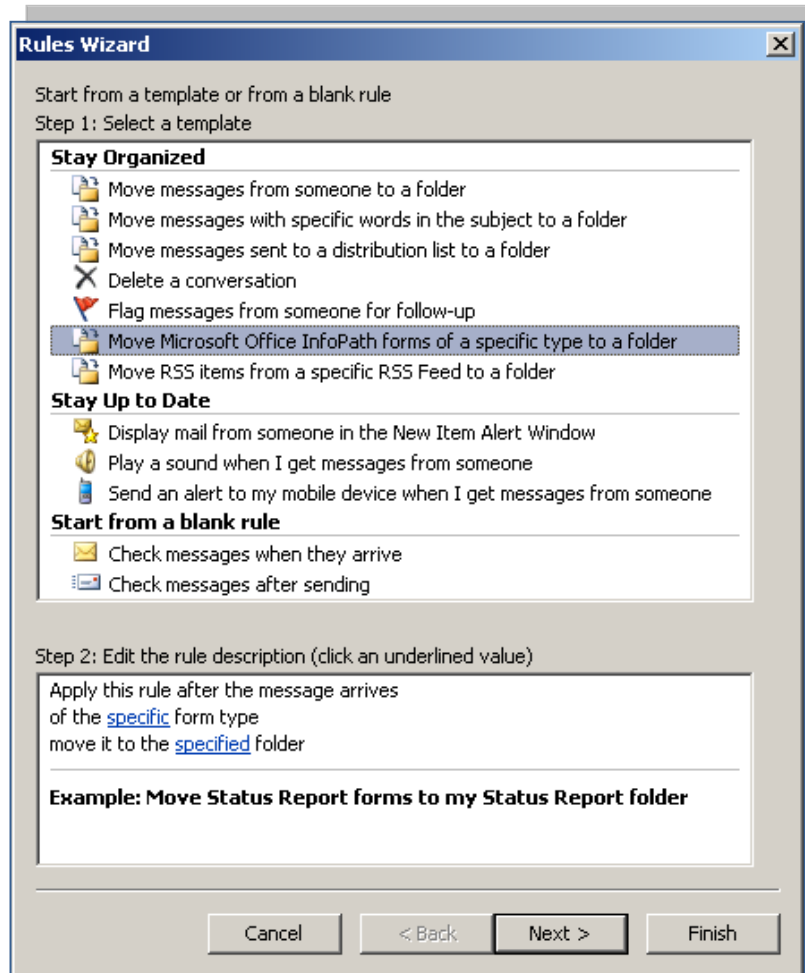 Rules Wizard
Start from a template or from a blank rule
Step 1: Select a template
Stay Organized
Move messages from someone to a folder
Move messages with specific words in the subject to a folder
Move messages sent to a distribution list to a folder
Delete a conversation
Flag messages from someone for follow-up
Move Microsoft Office InfoPath forms of a specific type to a folder
Move RSS items from a specific RSS Feed to a folder
Stay Up to Date
Display mail from someone in the New Item Alert Window
Play a sound when I get messages from someone
Send an alert to my mobile device when I get messages from someone
Start from a blank rule
Check messages when they arrive
Check messages after sending
Step 2: Edit the rule description (click an underlined value)
Apply this rule after the message arrives
of the specific form type
move it to the specified folder
Example: Move Status Report forms to my Status Report folder
Cancel < Back Next > Finish